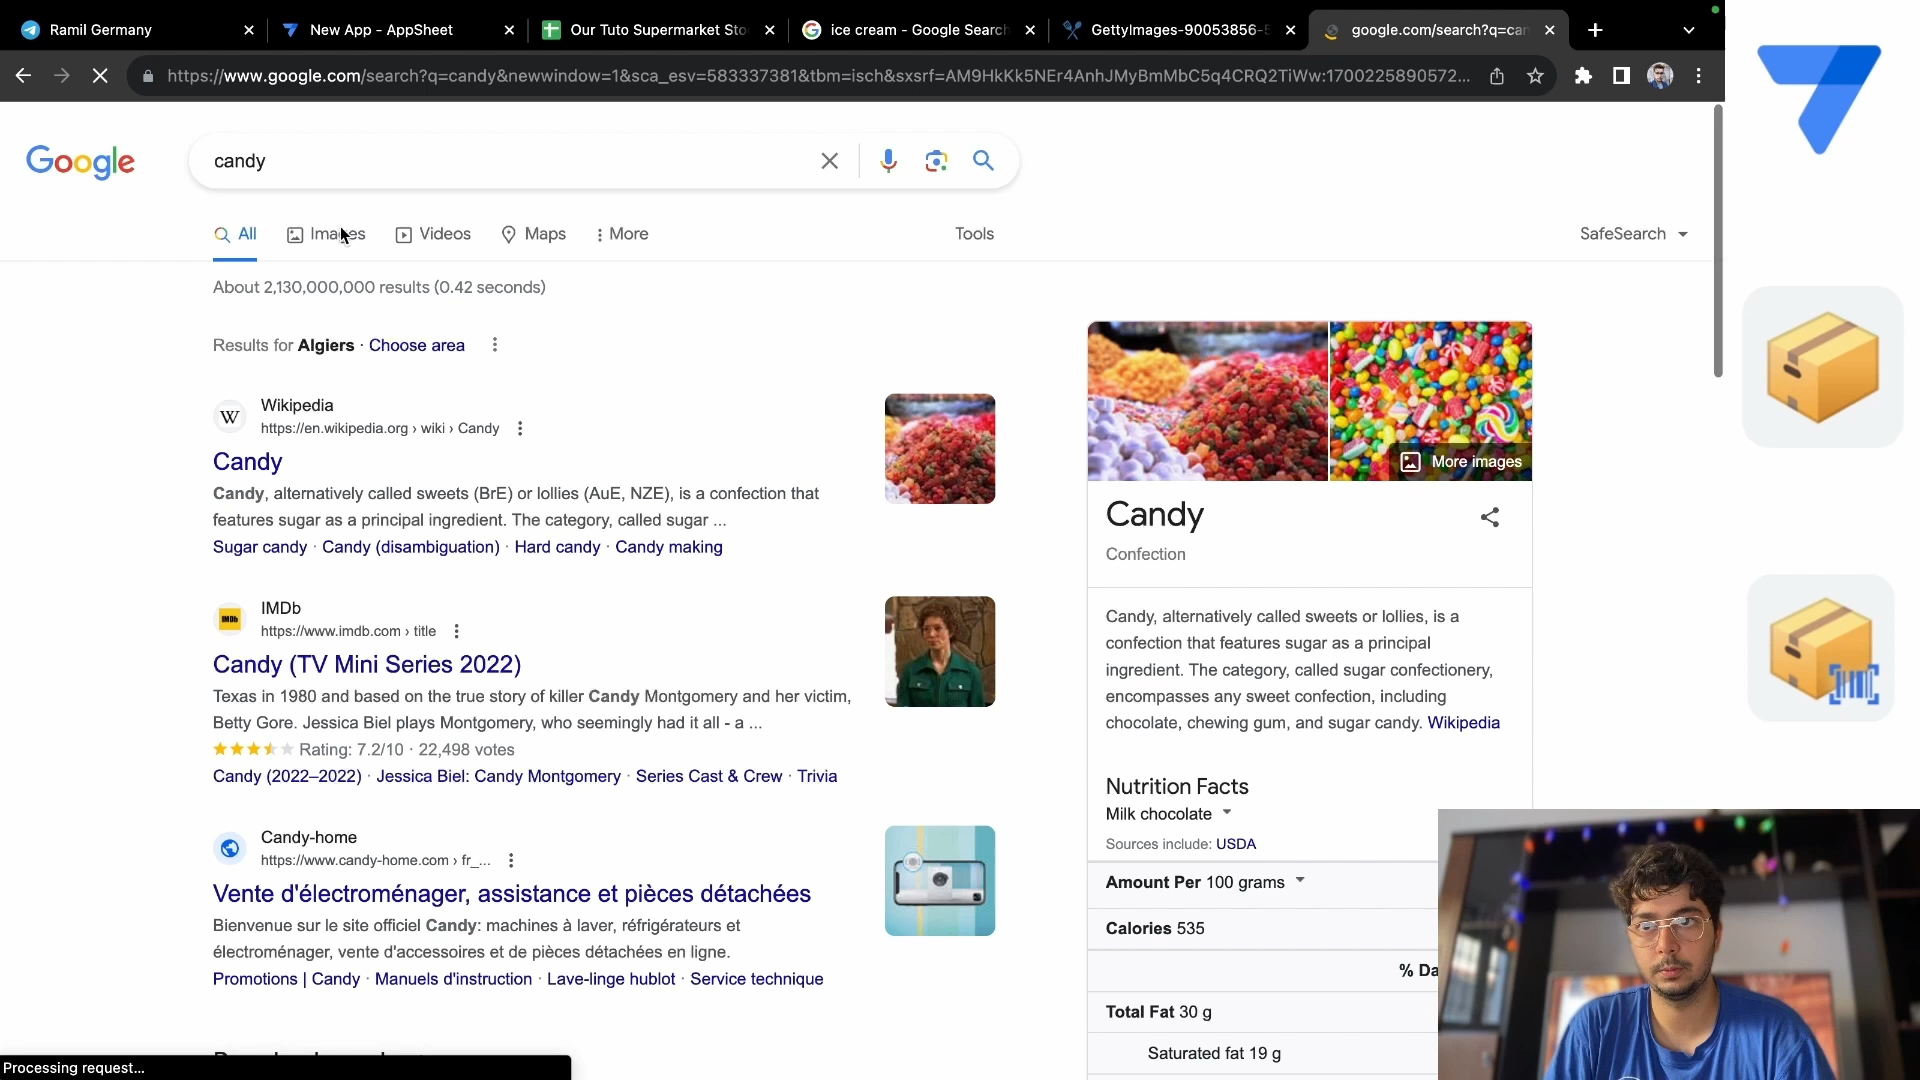 Ramil Germany
New App - AppSheet
Our Tuto Supermarket Sto
ice cream - Google Search
GettyImages-90053856-5
google.com/search?q=can
https://www.google.com/search?q=candy&newwindow=1&sca_esv=583337381&tbm=isch&sxsrf=AM9HkKk5NEr4AnhJMyBmMbC5q4CRQ2TiWw:1700225890572...
Google
candy
All
Images
Videos
Maps
More
Tools
SafeSearch
About 2,130,000,000 results (0.42 seconds)
Results for Algiers · Choose area
W
Wikipedia
https://en.wikipedia.org › wiki › Candy
Candy
Candy, alternatively called sweets (BrE) or lollies (AuE, NZE), is a confection that
features sugar as a principal ingredient. The category, called sugar ...
Sugar candy · Candy (disambiguation) · Hard candy · Candy making
IMDb
IMDb
https://www.imdb.com › title
Candy (TV Mini Series 2022)
Texas in 1980 and based on the true story of killer Candy Montgomery and her victim,
Betty Gore. Jessica Biel plays Montgomery, who seemingly had it all - a ...
Rating: 7.2/10 · 22,498 votes
Candy (2022–2022) · Jessica Biel: Candy Montgomery · Series Cast & Crew · Trivia
Candy-home
https://www.candy-home.com › fr_...
Vente d'électroménager, assistance et pièces détachées
Bienvenue sur le site officiel Candy: machines à laver, réfrigérateurs et
électroménager, vente d'accessoires et de pièces détachées en ligne.
Promotions | Candy · Manuels d'instruction · Lave-linge hublot · Service technique
More images
Candy
Confection
Candy, alternatively called sweets or lollies, is a
confection that features sugar as a principal
ingredient. The category, called sugar confectionery,
encompasses any sweet confection, including
chocolate, chewing gum, and sugar candy. Wikipedia
Nutrition Facts
Milk chocolate
Sources include: USDA
Amount Per 100 grams
Calories 535
% Da
Total Fat 30 g
Saturated fat 19 g
Processing request...